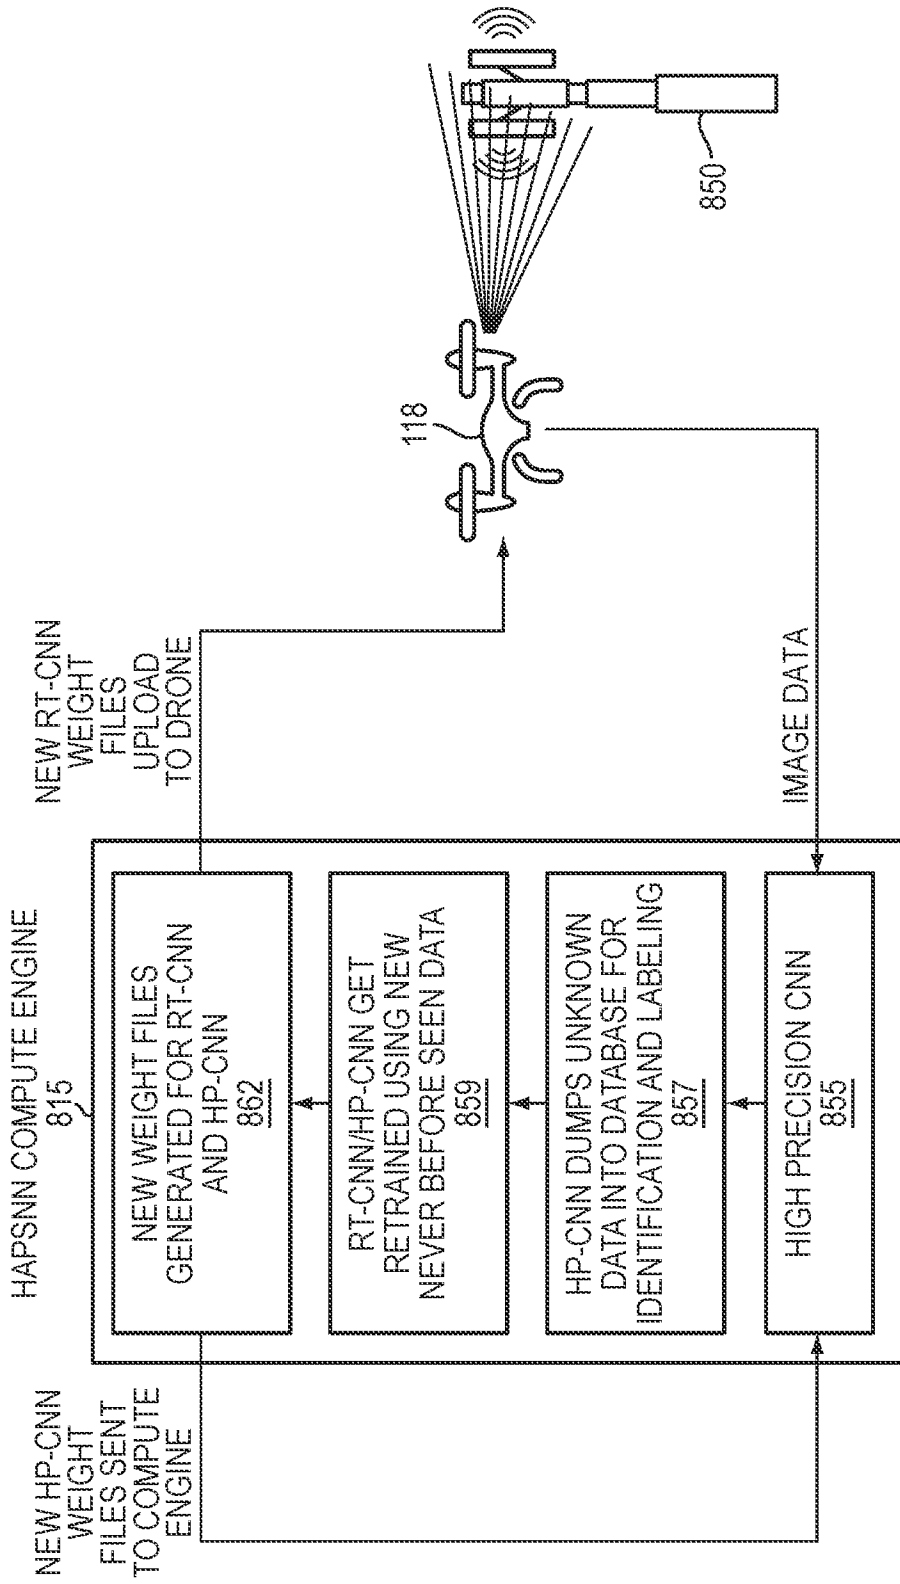 HAPSNN COMPUTE ENGINE
815
NEW HP-CNN
WEIGHT
FILES SENT
TO COMPUTE
ENGINE
NEW WEIGHT FILES
GENERATED FOR RT-CNN
AND HP-CNN
862
RT-CNN/HP-CNN GET
RETRAINED USING NEW
NEVER BEFORE SEEN DATA
859
HP-CNN DUMPS UNKNOWN
DATA INTO DATABASE FOR
IDENTIFICATION AND LABELING
857
HIGH PRECISION CNN
855
NEW RT-CNN
WEIGHT
FILES
UPLOAD
TO DRONE
IMAGE DATA
118
850